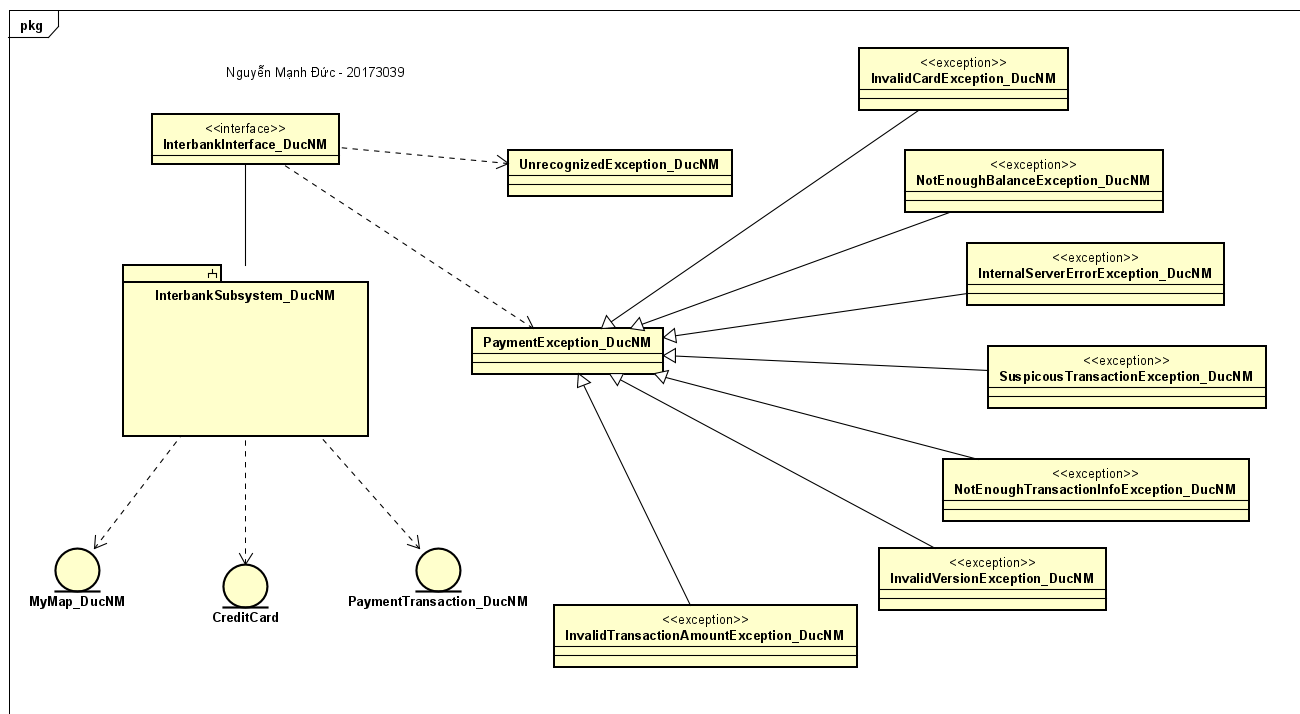 pkg
Nguyễn Mạnh Đức - 20173039
<<interface>>
InterbankInterface_DucNM
UnrecognizedException_DucNM
<<exception>>
InvalidCardException_DucNM
<<exception>>
NotEnoughBalanceException_DucNM
<<exception>>
InternalServerErrorException_DucNM
InterbankSubsystem_DucNM
PaymentException_DucNM
<<exception>>
SuspicousTransactionException_DucNM
<<exception>>
NotEnoughTransactionInfoException_DucNM
<<exception>>
InvalidVersionException_DucNM
MyMap_DucNM
CreditCard
PaymentTransaction_DucNM
<<exception>>
InvalidTransactionAmountException_DucNM